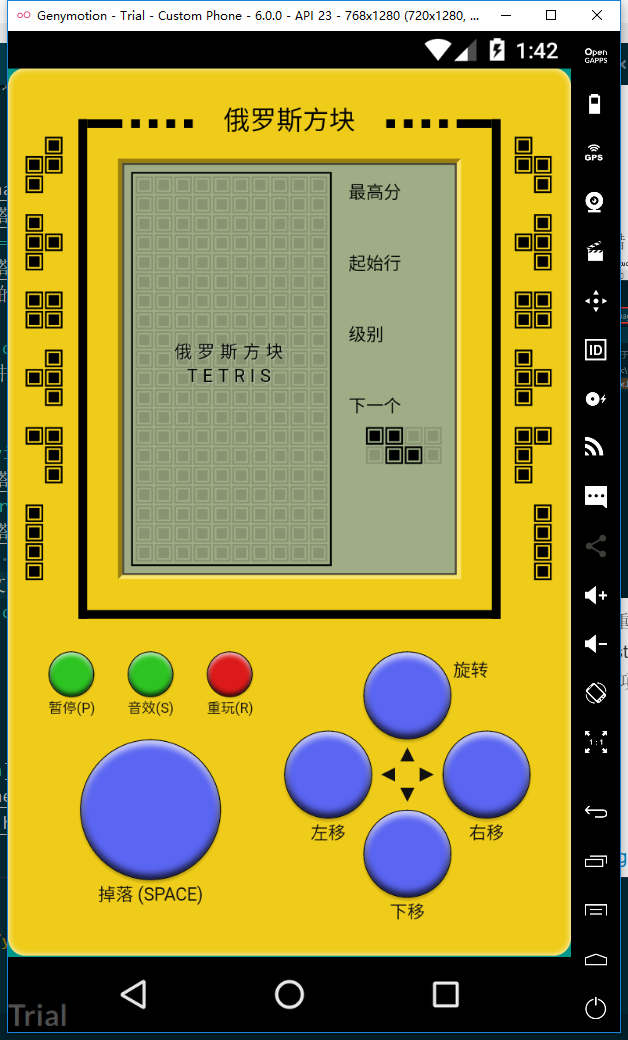 Genymotion - Trial - Custom Phone - 6.0.0 - API 23 - 768x1280 (720x1280, ...
1:42
Open
GAPPS
GPS
ID
1:1
俄罗斯方块
最高分
起始行
级别
俄罗斯方块
TETRIS
下一个
旋转
暂停(P)
音效(S)
重玩(R)
左移
右移
掉落 (SPACE)
下移
Trial